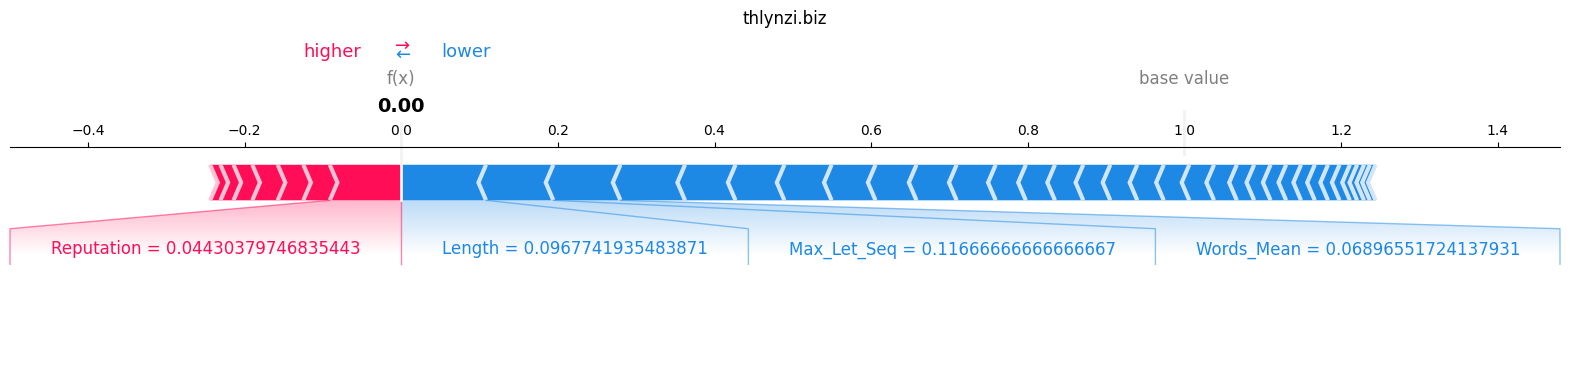 thlynzi.biz
higher → ← lower
f(x) base value
0.00
−0.4 −0.2 0.0 0.2 0.4 0.6 0.8 1.0 1.2 1.4
Reputation = 0.04430379746835443 Length = 0.0967741935483871 Max_Let_Seq = 0.11666666666666667 Words_Mean = 0.06896551724137931